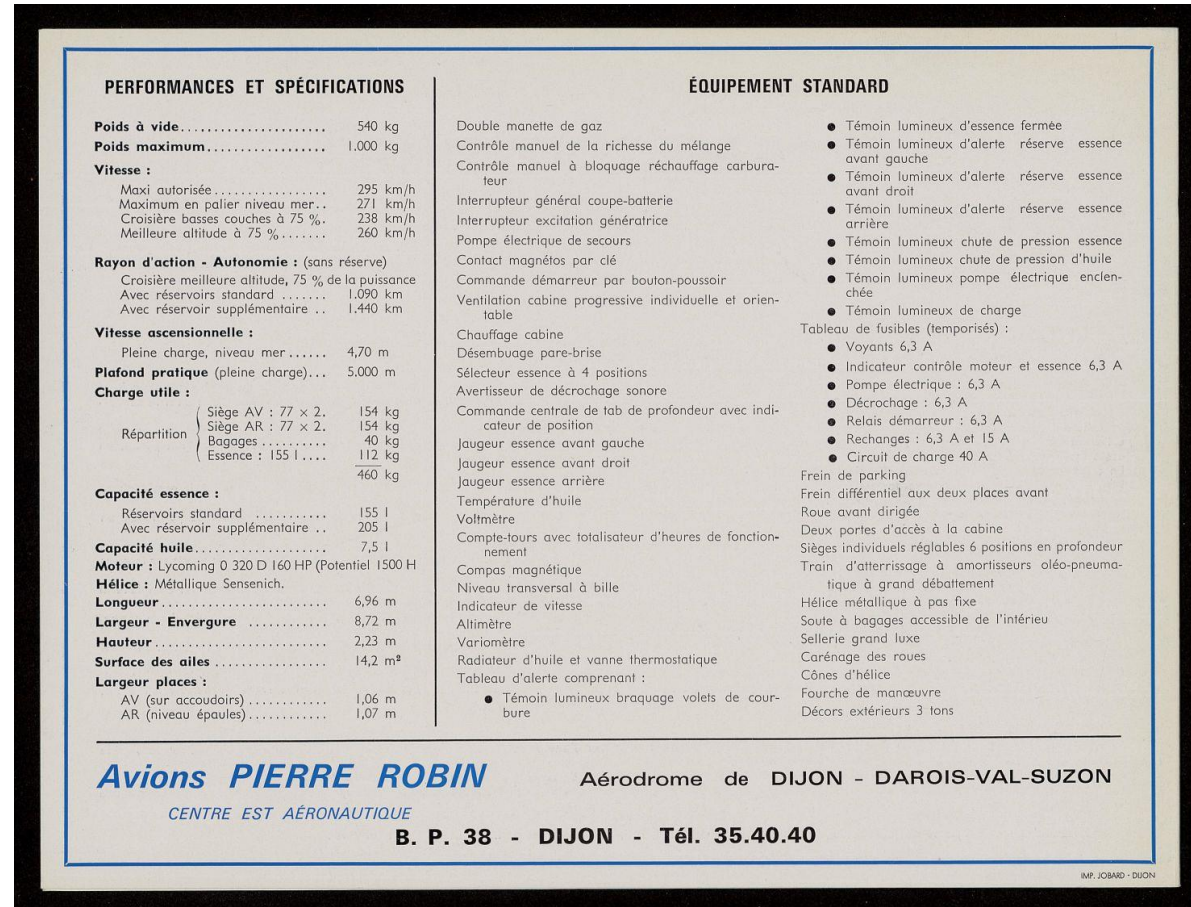 PERFORMANCES ET SPÉCIFICATIONS
Poids à vide...................... 540 kg
Poids maximum.................. 1.000 kg
Vitesse :
Maxi autorisée................. 295 km/h
Maximum en palier niveau mer.. 271 km/h
Croisière basses couches à 75 %. 238 km/h
Meilleure altitude à 75 %....... 260 km/h
Rayon d'action - Autonomie : (sans réserve)
Croisière meilleure altitude, 75 % de la puissance
Avec réservoirs standard ....... 1.090 km
Avec réservoir supplémentaire .. 1.440 km
Vitesse ascensionnelle :
Pleine charge, niveau mer...... 4,70 m
Plafond pratique (pleine charge)... 5.000 m
Charge utile :
Répartition
Siège AV : 77 × 2. 154 kg
Siège AR : 77 × 2. 154 kg
Bagages .......... 40 kg
Essence : 155 l .... 112 kg
460 kg
Capacité essence :
Réservoirs standard ........... 155 l
Avec réservoir supplémentaire .. 205 l
Capacité huile.................... 7,5 l
Moteur : Lycoming 0 320 D 160 HP (Potentiel 1500 H
Hélice : Métallique Sensenich.
Longueur......................... 6,96 m
Largeur - Envergure ............ 8,72 m
Hauteur.......................... 2,23 m
Surface des ailes ................. 14,2 m²
Largeur places :
AV (sur accoudoirs)............ 1,06 m
AR (niveau épaules)............ 1,07 m
ÉQUIPEMENT STANDARD
Double manette de gaz
Contrôle manuel de la richesse du mélange
Contrôle manuel à bloquage réchauffage carbura-
teur
Interrupteur général coupe-batterie
Interrupteur excitation génératrice
Pompe électrique de secours
Contact magnétos par clé
Commande démarreur par bouton-poussoir
Ventilation cabine progressive individuelle et orien-
table
Chauffage cabine
Désembuage pare-brise
Sélecteur essence à 4 positions
Avertisseur de décrochage sonore
Commande centrale de tab de profondeur avec indi-
cateur de position
Jaugeur essence avant gauche
Jaugeur essence avant droit
Jaugeur essence arrière
Température d'huile
Voltmètre
Compte-tours avec totalisateur d'heures de fonction-
nement
Compas magnétique
Niveau transversal à bille
Indicateur de vitesse
Altimètre
Variomètre
Radiateur d'huile et vanne thermostatique
Tableau d'alerte comprenant :
● Témoin lumineux braquage volets de cour-
bure
● Témoin lumineux d'essence fermée
● Témoin lumineux d'alerte réserve essence
avant gauche
● Témoin lumineux d'alerte réserve essence
avant droit
● Témoin lumineux d'alerte réserve essence
arrière
● Témoin lumineux chute de pression essence
● Témoin lumineux chute de pression d'huile
● Témoin lumineux pompe électrique enclen-
chée
● Témoin lumineux de charge
Tableau de fusibles (temporisés) :
● Voyants 6,3 A
● Indicateur contrôle moteur et essence 6,3 A
● Pompe électrique : 6,3 A
● Décrochage : 6,3 A
● Relais démarreur : 6,3 A
● Rechanges : 6,3 A et 15 A
● Circuit de charge 40 A
Frein de parking
Frein différentiel aux deux places avant
Roue avant dirigée
Deux portes d'accès à la cabine
Sièges individuels réglables 6 positions en profondeur
Train d'atterrissage à amortisseurs oléo-pneuma-
tique à grand débattement
Hélice métallique à pas fixe
Soute à bagages accessible de l'intérieu
Sellerie grand luxe
Carénage des roues
Cônes d'hélice
Fourche de manœuvre
Décors extérieurs 3 tons
Avions PIERRE ROBIN
CENTRE EST AÉRONAUTIQUE
Aérodrome de DIJON - DAROIS-VAL-SUZON
B. P. 38 - DIJON - Tél. 35.40.40
IMP. JOBARD - DIJON